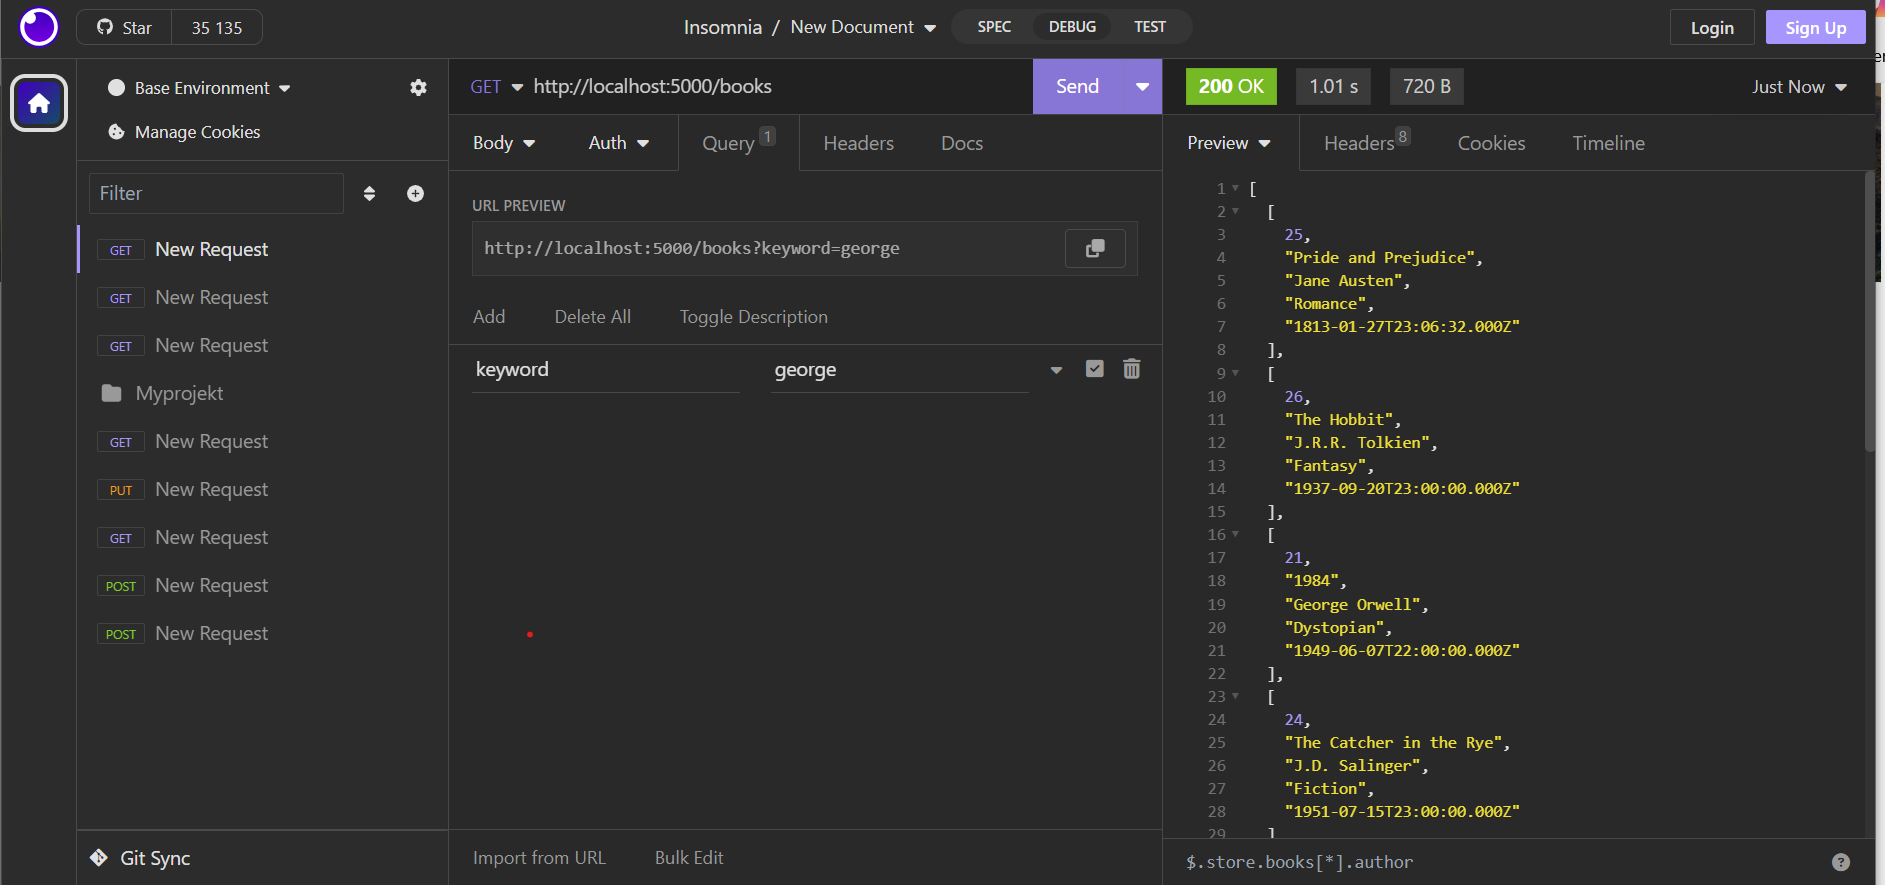 Star 35 135
Insomnia / New Document
SPEC DEBUG TEST
Login Sign Up
Base Environment
Manage Cookies
Filter
GET New Request
GET New Request
GET New Request
Myprojekt
GET New Request
PUT New Request
GET New Request
POST New Request
POST New Request
Git Sync
GET http://localhost:5000/books Send
Body Auth Query 1 Headers Docs
URL PREVIEW
http://localhost:5000/books?keyword=george
Add Delete All Toggle Description
keyword george
Import from URL Bulk Edit
200 OK 1.01 s 720 B Just Now
Preview Headers 8 Cookies Timeline
1 [
2 [
3 25,
4 "Pride and Prejudice",
5 "Jane Austen",
6 "Romance",
7 "1813-01-27T23:06:32.000Z"
8 ],
9 [
10 26,
11 "The Hobbit",
12 "J.R.R. Tolkien",
13 "Fantasy",
14 "1937-09-20T23:00:00.000Z"
15 ],
16 [
17 21,
18 "1984",
19 "George Orwell",
20 "Dystopian",
21 "1949-06-07T22:00:00.000Z"
22 ],
23 [
24 24,
25 "The Catcher in the Rye",
26 "J.D. Salinger",
27 "Fiction",
28 "1951-07-15T23:00:00.000Z"
29 ]
$.store.books[*].author
?